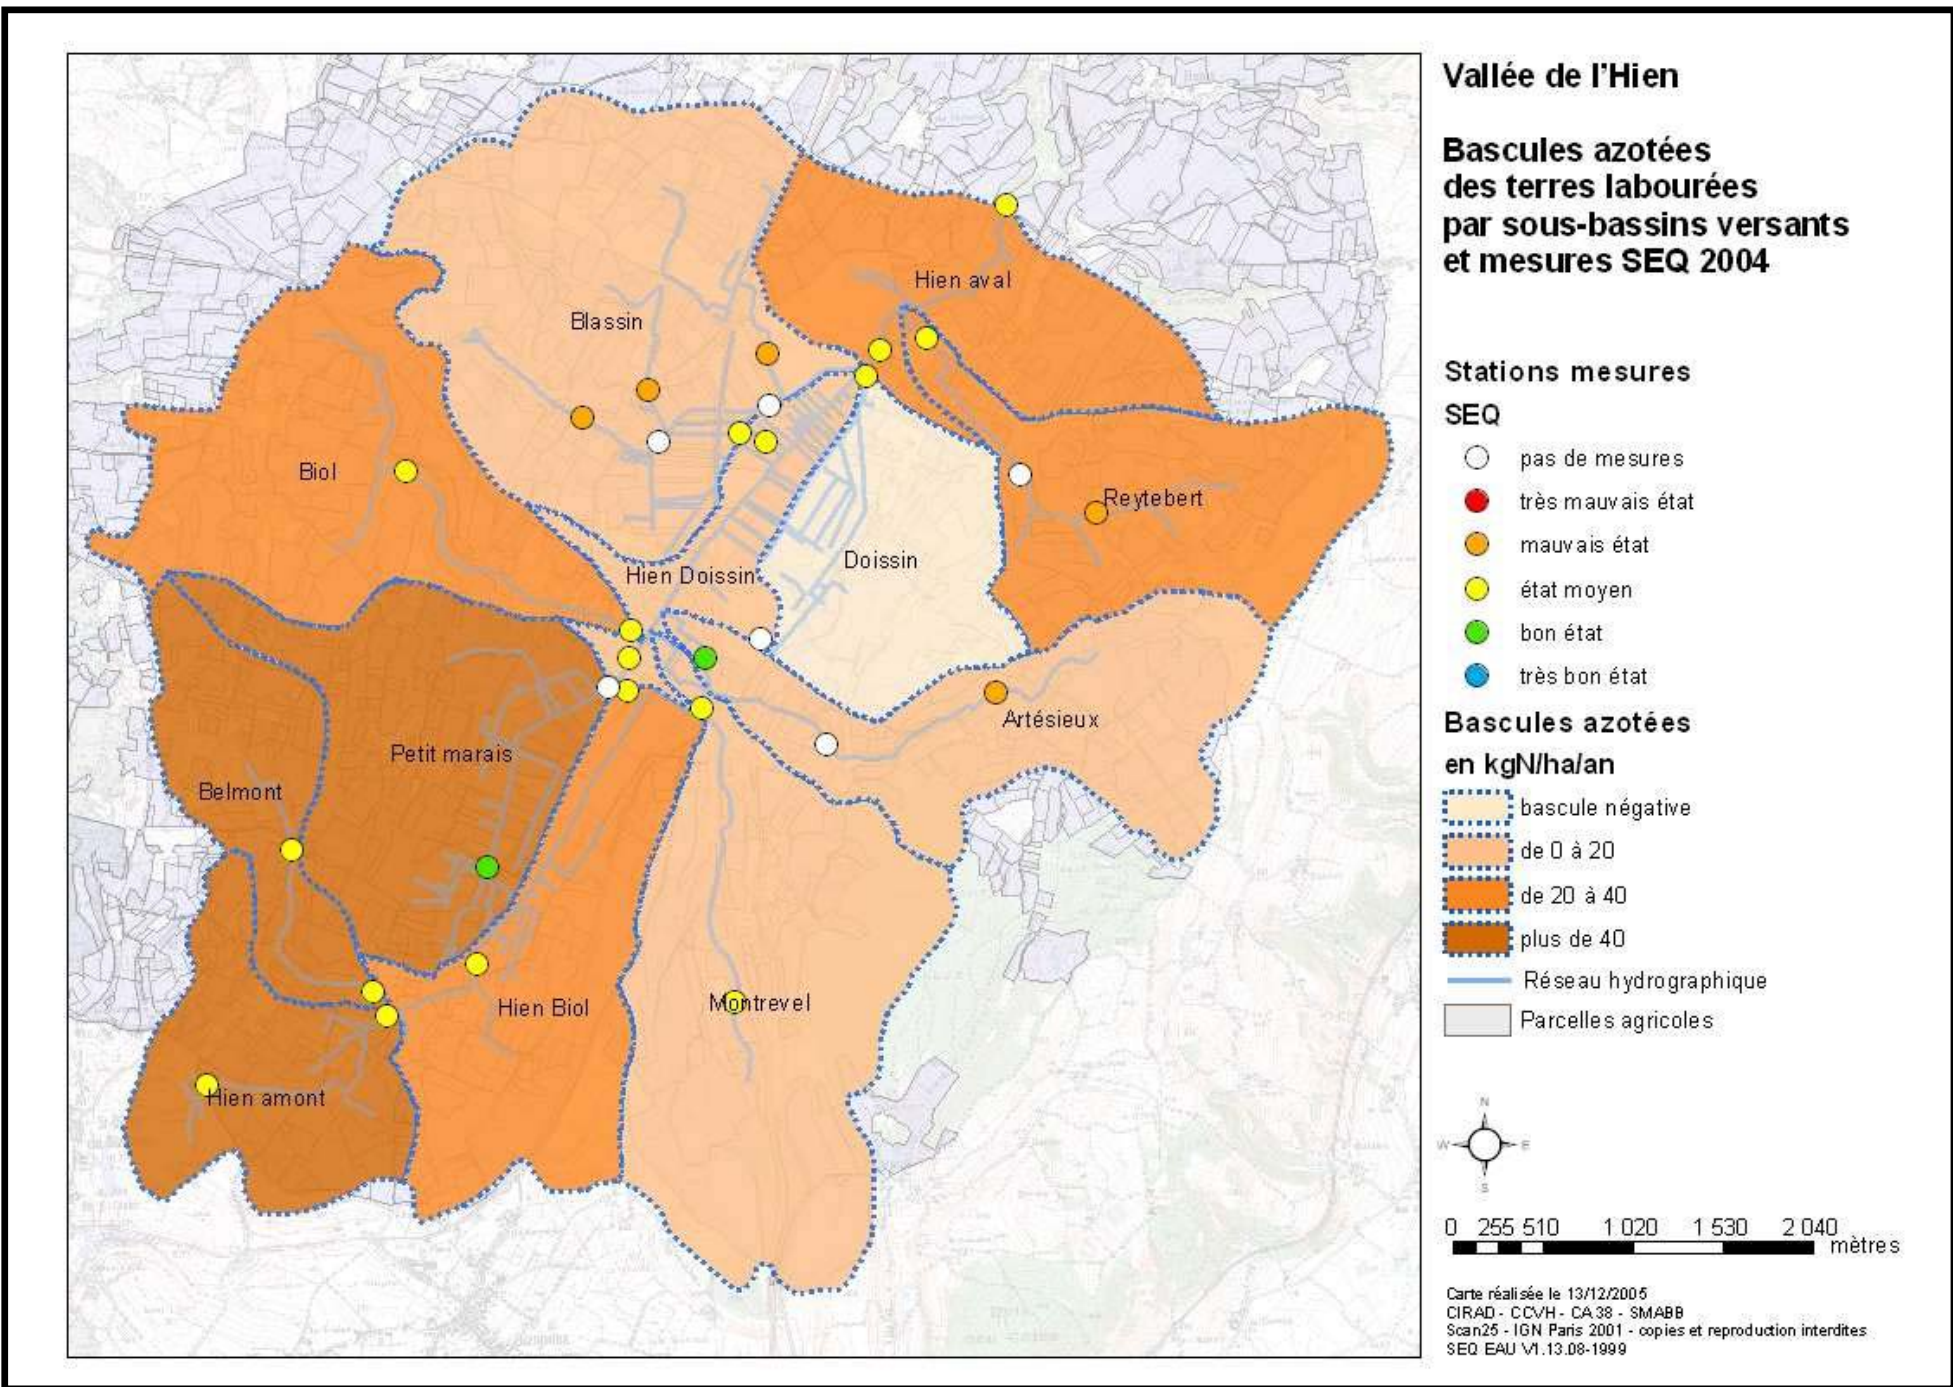 Vallée de l'Hien
Bascules azotées
des terres labourées
par sous-bassins versants
et mesures SEQ 2004
Stations mesures
SEQ
pas de mesures
très mauvais état
mauvais état
état moyen
bon état
très bon état
Bascules azotées
en kgN/ha/an
bascule négative
de 0 à 20
de 20 à 40
plus de 40
Réseau hydrographique
Parcelles agricoles
N
W E
S
0 255 510 1 020 1 530 2 040
mètres
Carte réalisée le 13/12/2005
CIRAD - CCVH - CA 38 - SMABB
Scan25 - IGN Paris 2001 - copies et reproduction interdites
SEQ EAU V1.13.08-1999
Hien aval
Blassin
Biol
Reytebert
Doissin
Hien Doissin
Artésieux
Petit marais
Belmont
Hien Biol
Montrevel
Hien amont